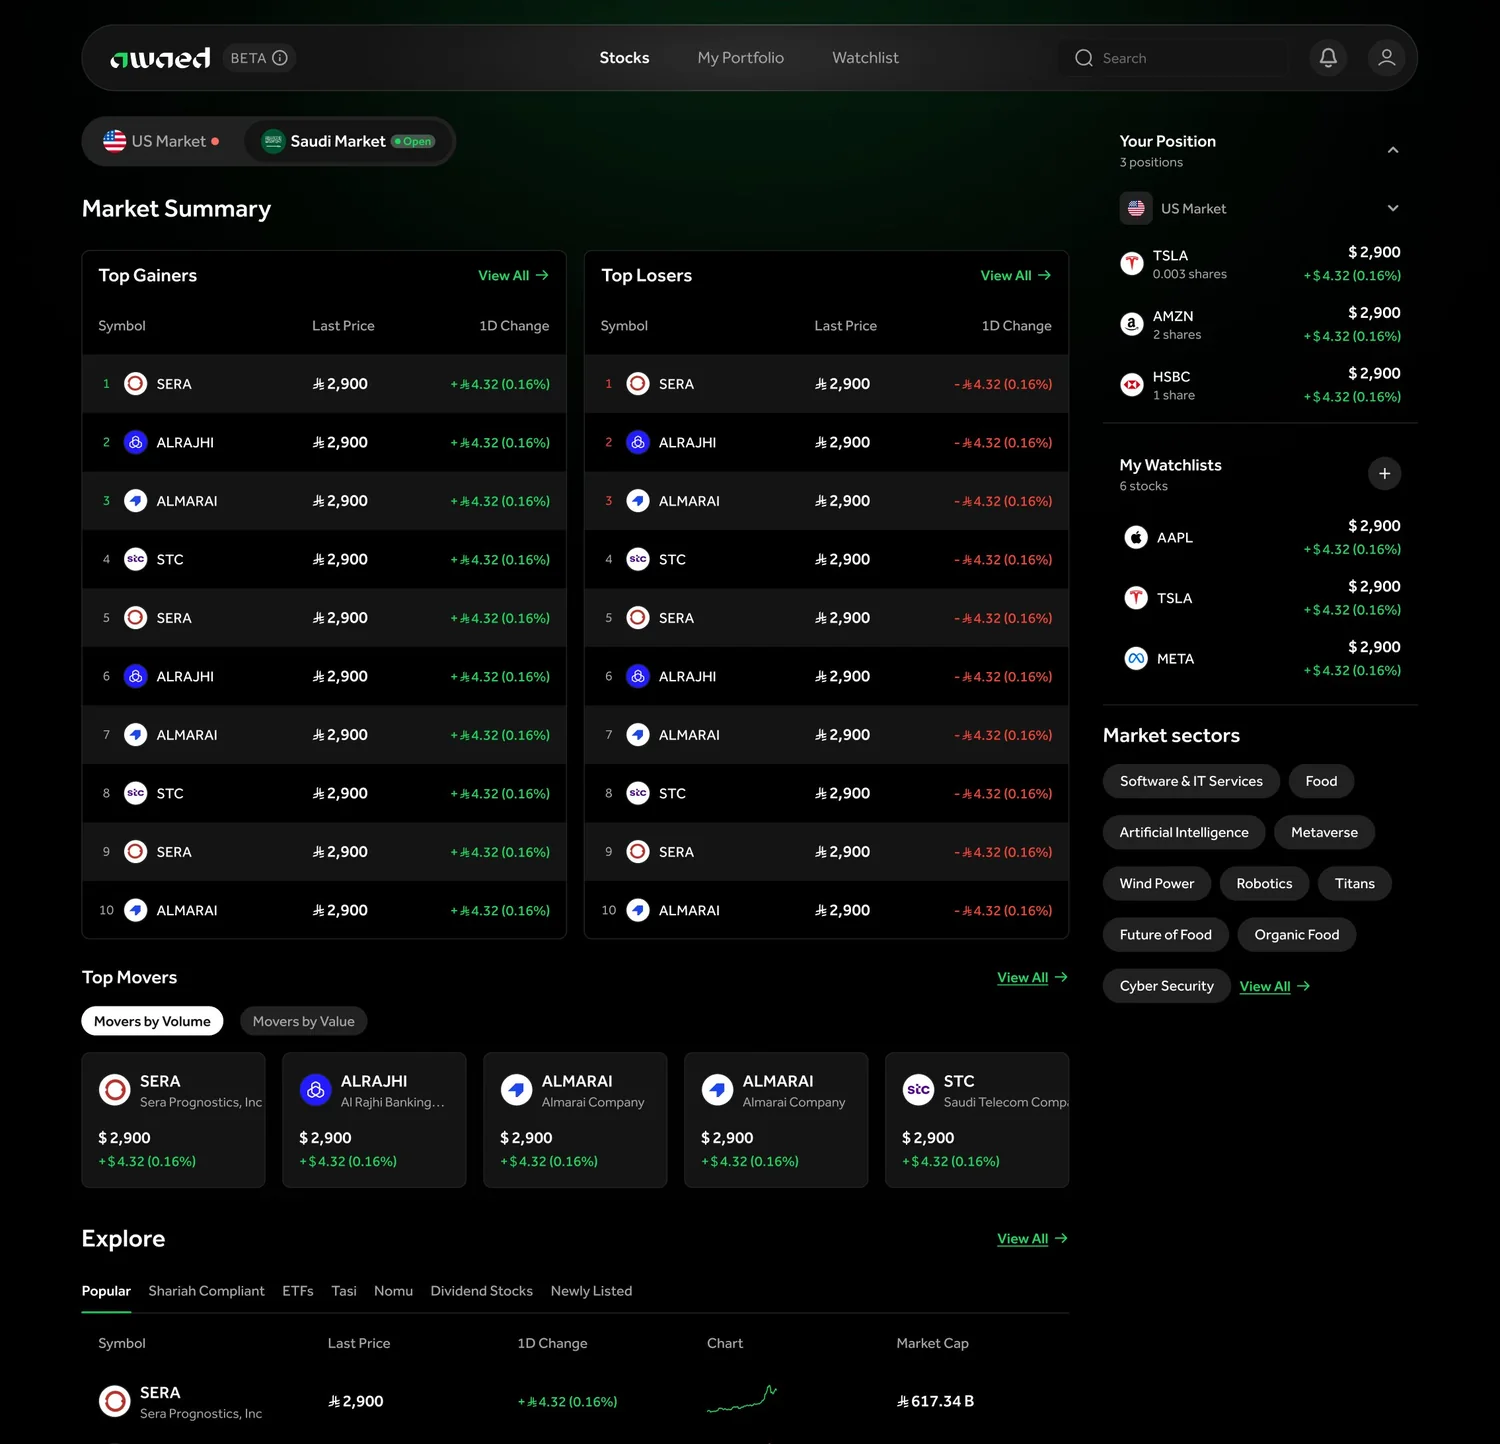 awaed BETA
Stocks
My Portfolio
Watchlist
Search
US Market
Saudi Market Open
Market Summary
Top Gainers
View All →
Symbol Last Price 1D Change
1 SERA ⃁ 2,900 +⃁4.32 (0.16%)
2 ALRAJHI ⃁ 2,900 +⃁4.32 (0.16%)
3 ALMARAI ⃁ 2,900 +⃁4.32 (0.16%)
4 stc STC ⃁ 2,900 +⃁4.32 (0.16%)
5 SERA ⃁ 2,900 +⃁4.32 (0.16%)
6 ALRAJHI ⃁ 2,900 +⃁4.32 (0.16%)
7 ALMARAI ⃁ 2,900 +⃁4.32 (0.16%)
8 stc STC ⃁ 2,900 +⃁4.32 (0.16%)
9 SERA ⃁ 2,900 +⃁4.32 (0.16%)
10 ALMARAI ⃁ 2,900 +⃁4.32 (0.16%)
Top Losers
View All →
Symbol Last Price 1D Change
1 SERA ⃁ 2,900 -⃁4.32 (0.16%)
2 ALRAJHI ⃁ 2,900 -⃁4.32 (0.16%)
3 ALMARAI ⃁ 2,900 -⃁4.32 (0.16%)
4 stc STC ⃁ 2,900 -⃁4.32 (0.16%)
5 SERA ⃁ 2,900 -⃁4.32 (0.16%)
6 ALRAJHI ⃁ 2,900 -⃁4.32 (0.16%)
7 ALMARAI ⃁ 2,900 -⃁4.32 (0.16%)
8 stc STC ⃁ 2,900 -⃁4.32 (0.16%)
9 SERA ⃁ 2,900 -⃁4.32 (0.16%)
10 ALMARAI ⃁ 2,900 -⃁4.32 (0.16%)
Top Movers
View All →
Movers by Volume
Movers by Value
SERA
Sera Prognostics, Inc
$ 2,900
+$ 4.32 (0.16%)
ALRAJHI
Al Rajhi Banking...
$ 2,900
+$ 4.32 (0.16%)
ALMARAI
Almarai Company
$ 2,900
+$ 4.32 (0.16%)
ALMARAI
Almarai Company
$ 2,900
+$ 4.32 (0.16%)
stc STC
Saudi Telecom Comp
$ 2,900
+$ 4.32 (0.16%)
Explore
View All →
Popular Shariah Compliant ETFs Tasi Nomu Dividend Stocks Newly Listed
Symbol Last Price 1D Change Chart Market Cap
SERA
Sera Prognostics, Inc
⃁ 2,900 +⃁4.32 (0.16%) ⃁ 617.34 B
Your Position
3 positions
US Market
TSLA $ 2,900
0.003 shares +$ 4.32 (0.16%)
AMZN $ 2,900
2 shares +$ 4.32 (0.16%)
HSBC $ 2,900
1 share +$ 4.32 (0.16%)
My Watchlists
6 stocks
AAPL $ 2,900
+$ 4.32 (0.16%)
TSLA $ 2,900
+$ 4.32 (0.16%)
META $ 2,900
+$ 4.32 (0.16%)
Market sectors
Software & IT Services Food
Artificial Intelligence Metaverse
Wind Power Robotics Titans
Future of Food Organic Food
Cyber Security View All →